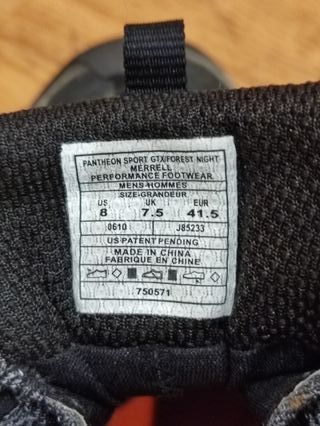 PANTHEON SPORT GTX/FOREST NIGHT
MERRELL
PERFORMANCE FOOTWEAR
MENS-HOMMES
SIZE-GRANDEUR
US UK EUR
8 7.5 41.5
0610 J85233
US PATENT PENDING
MADE IN CHINA
FABRIQUE EN CHINE
750571